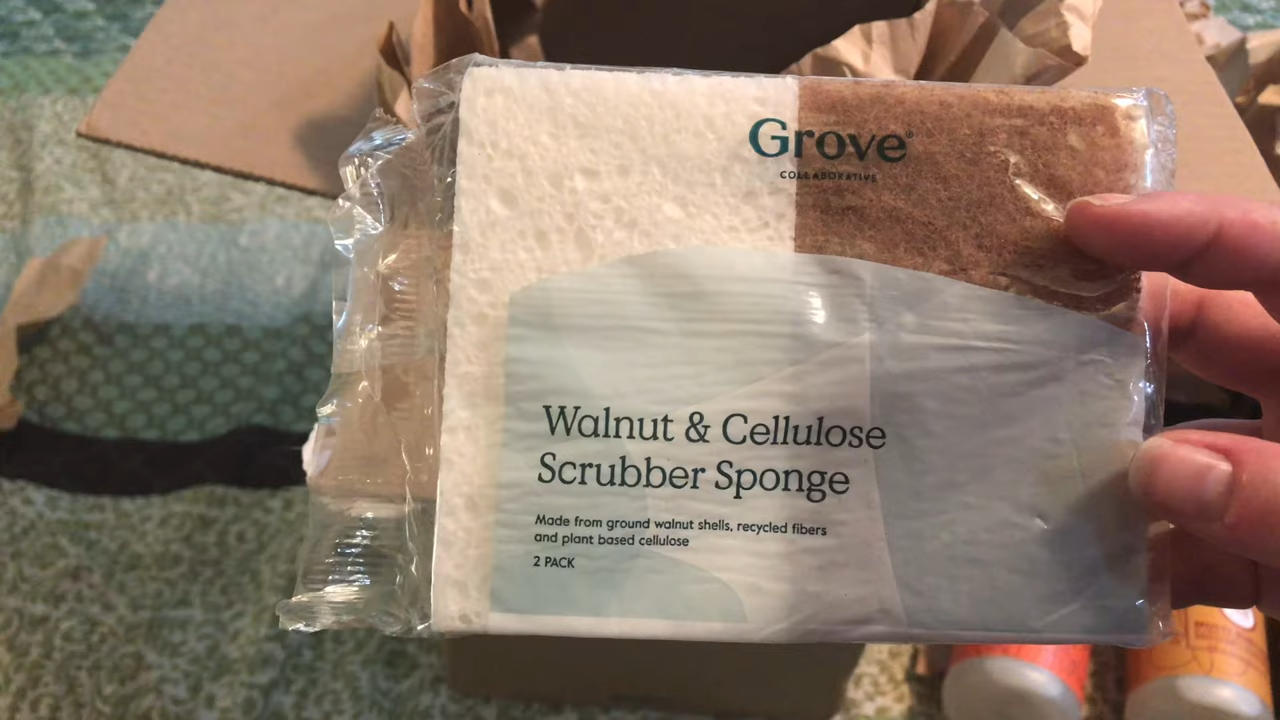 Grove®
COLLABORATIVE
Walnut & Cellulose
Scrubber Sponge
Made from ground walnut shells, recycled fibers
and plant based cellulose
2 PACK